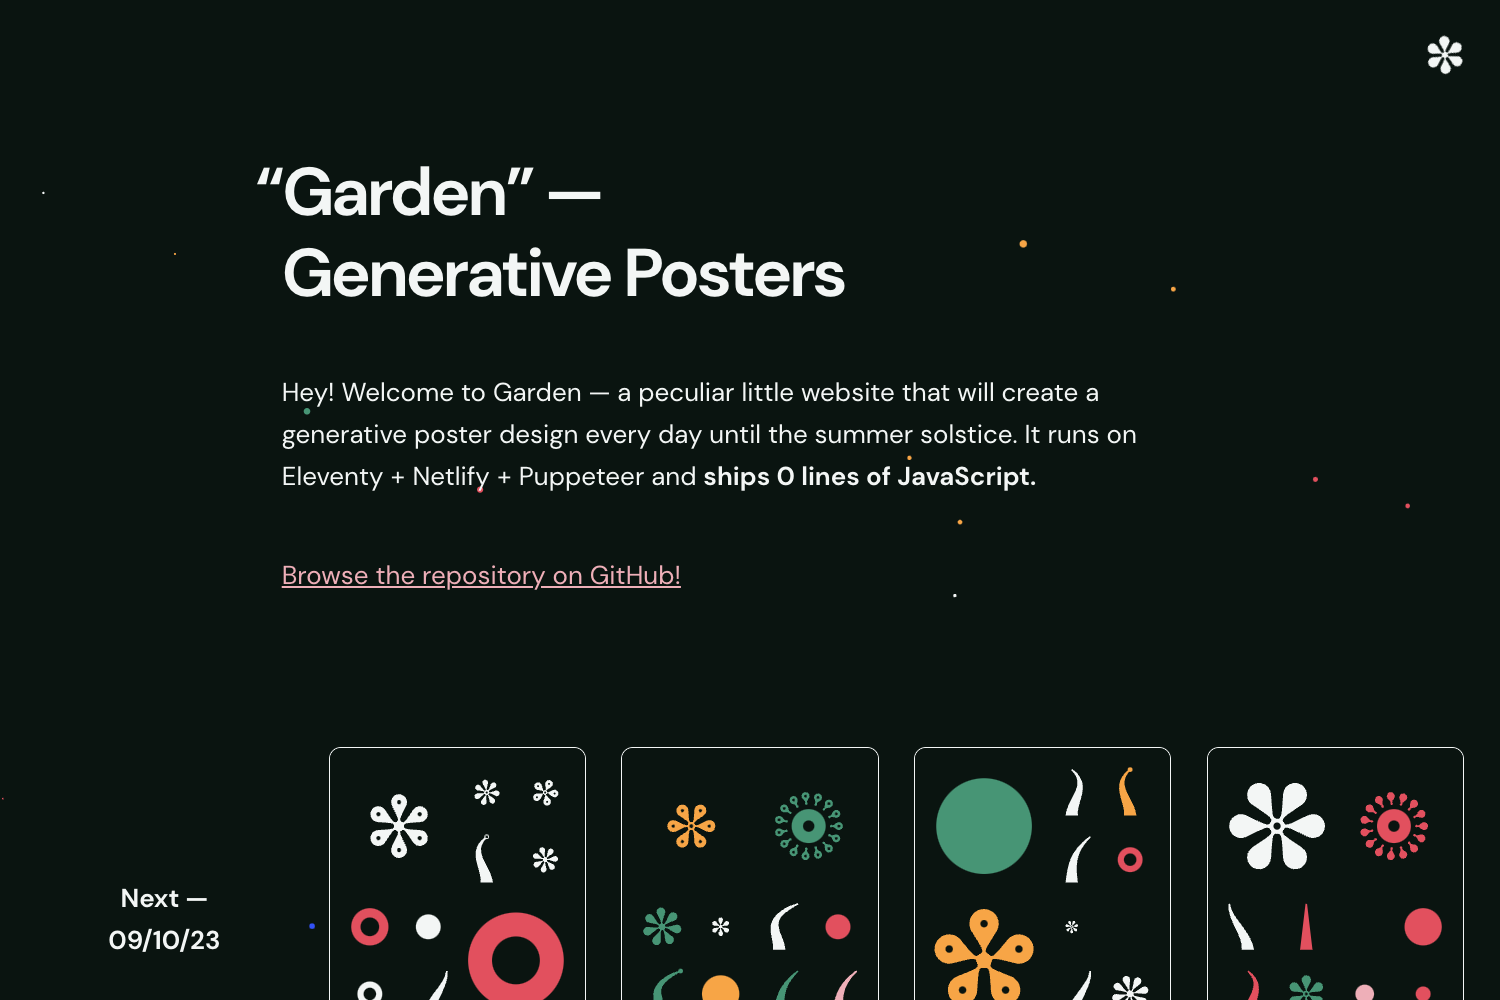 “Garden” —
Generative Posters
Hey! Welcome to Garden — a peculiar little website that will create a
generative poster design every day until the summer solstice. It runs on
Eleventy + Netlify + Puppeteer and ships 0 lines of JavaScript.
Browse the repository on GitHub!
Next —
09/10/23